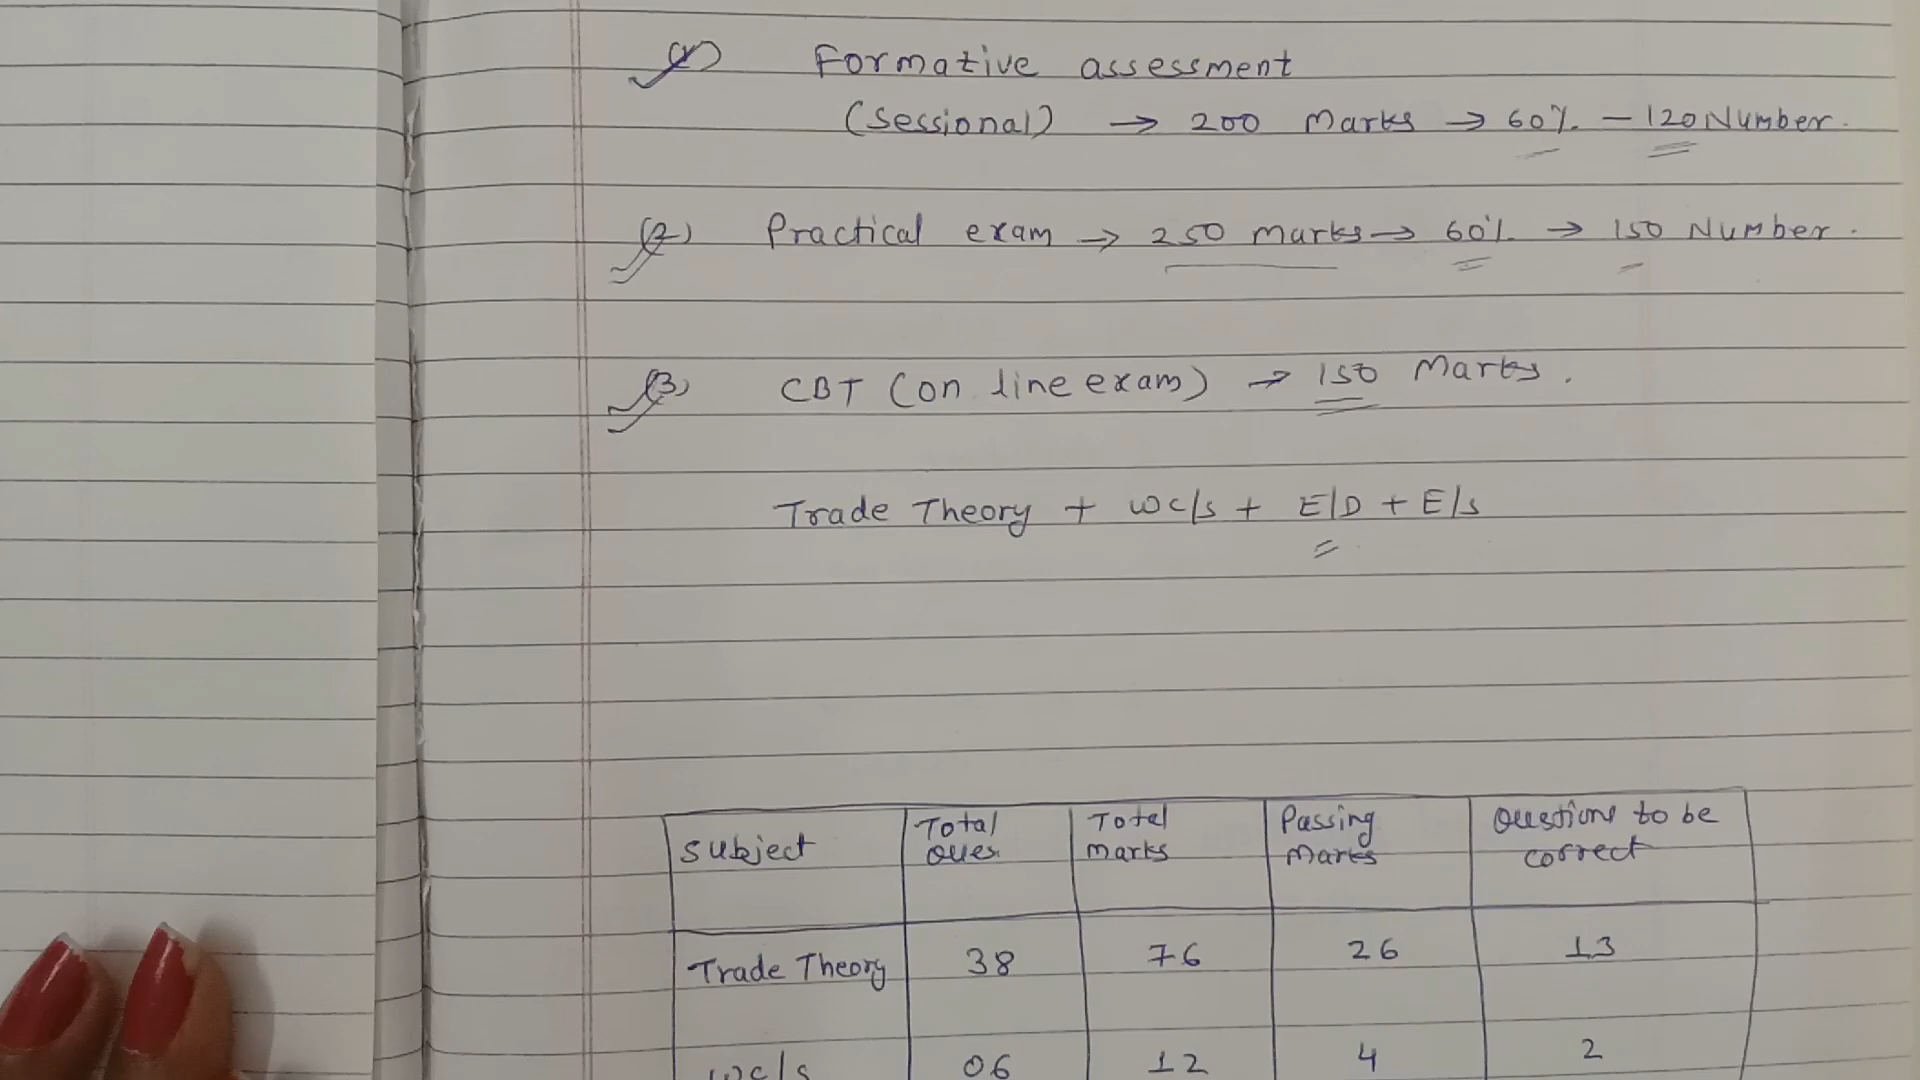 (1) Formative assessment
(Sessional) → 200 Marks → 60% – 120 Number.
(2) Practical exam → 250 marks → 60% → 150 Number.
(3) CBT (on line exam) → 150 Marks.
Trade Theory + WC/S + E/D + E/S
Subject Total Ques Total Marks Passing Marks Questions to be correct
Trade Theory 38 76 26 13
WC/S 06 12 4 2